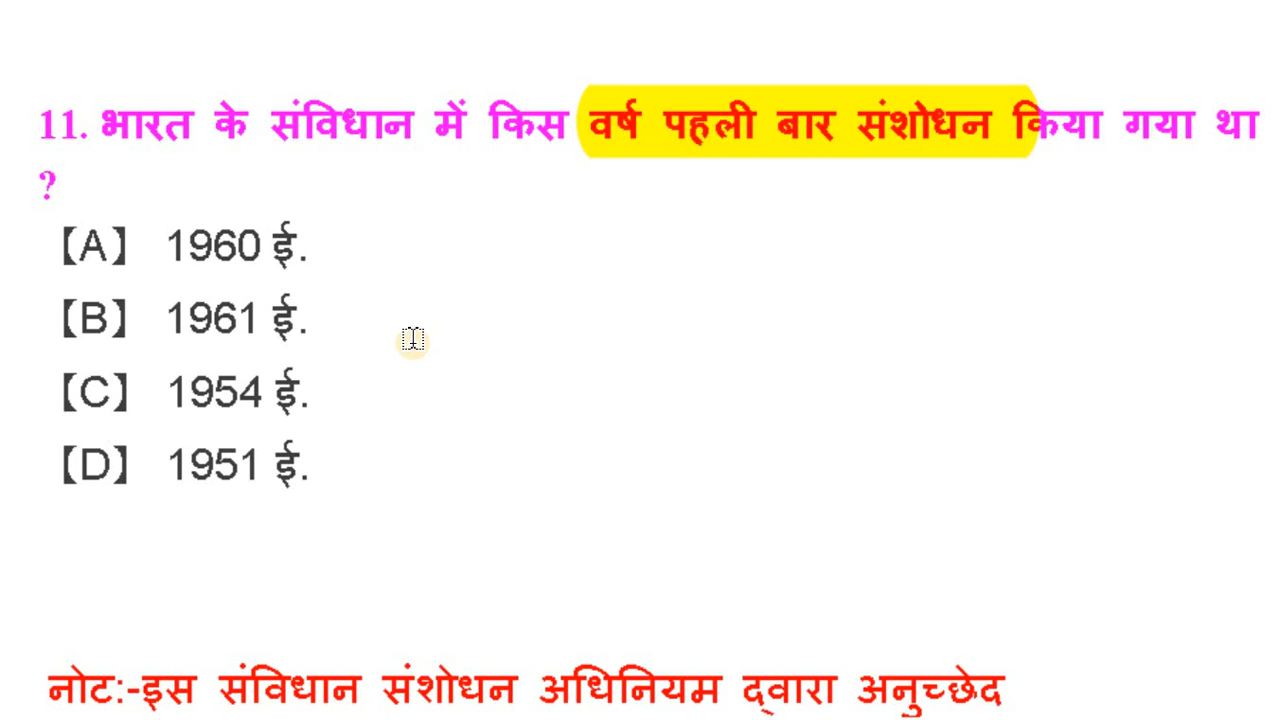 11. भारत के संविधान में किस वर्ष पहली बार संशोधन किया गया था
?
【A】 1960 ई.
【B】 1961 ई.
【C】 1954 ई.
【D】 1951 ई.
नोट:-इस संविधान संशोधन अधिनियम द्वारा अनुच्छेद